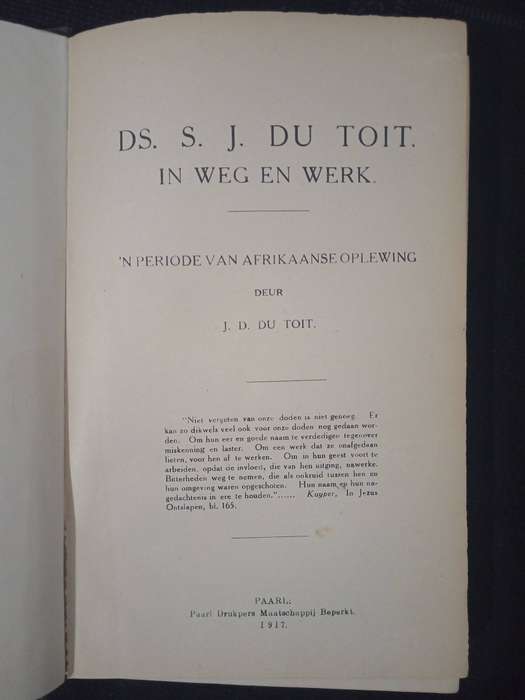 DS. S. J. DU TOIT.
IN WEG EN WERK.
'N PERIODE VAN AFRIKAANSE OPLEWING
DEUR
J. D. DU TOIT.
"Niet vergeten van onze doden is niet genoeg. Er
kan zo dikwels veel ook voor onze doden nog gedaan wor-
den. Om hun eer en goede naam te verdedigen tegenover
miskenning en laster. Om een werk dat ze onafgedaan
lieten, voor hen af te werken. Om in hun geest voort te
arbeiden, opdat de invloed, die van hen uitging, nawerke.
Bitterheden weg te nemen, die als onkruid tussen hen en
hun omgeving waren opgeschoten. Hun naam en hun na-
gedachtenis in ere te houden."...... Kuyper, In Jezus
Ontslapen, bl. 165.
PAARL:
Paarl Drukpers Maatschappij Beperkt.
1917.